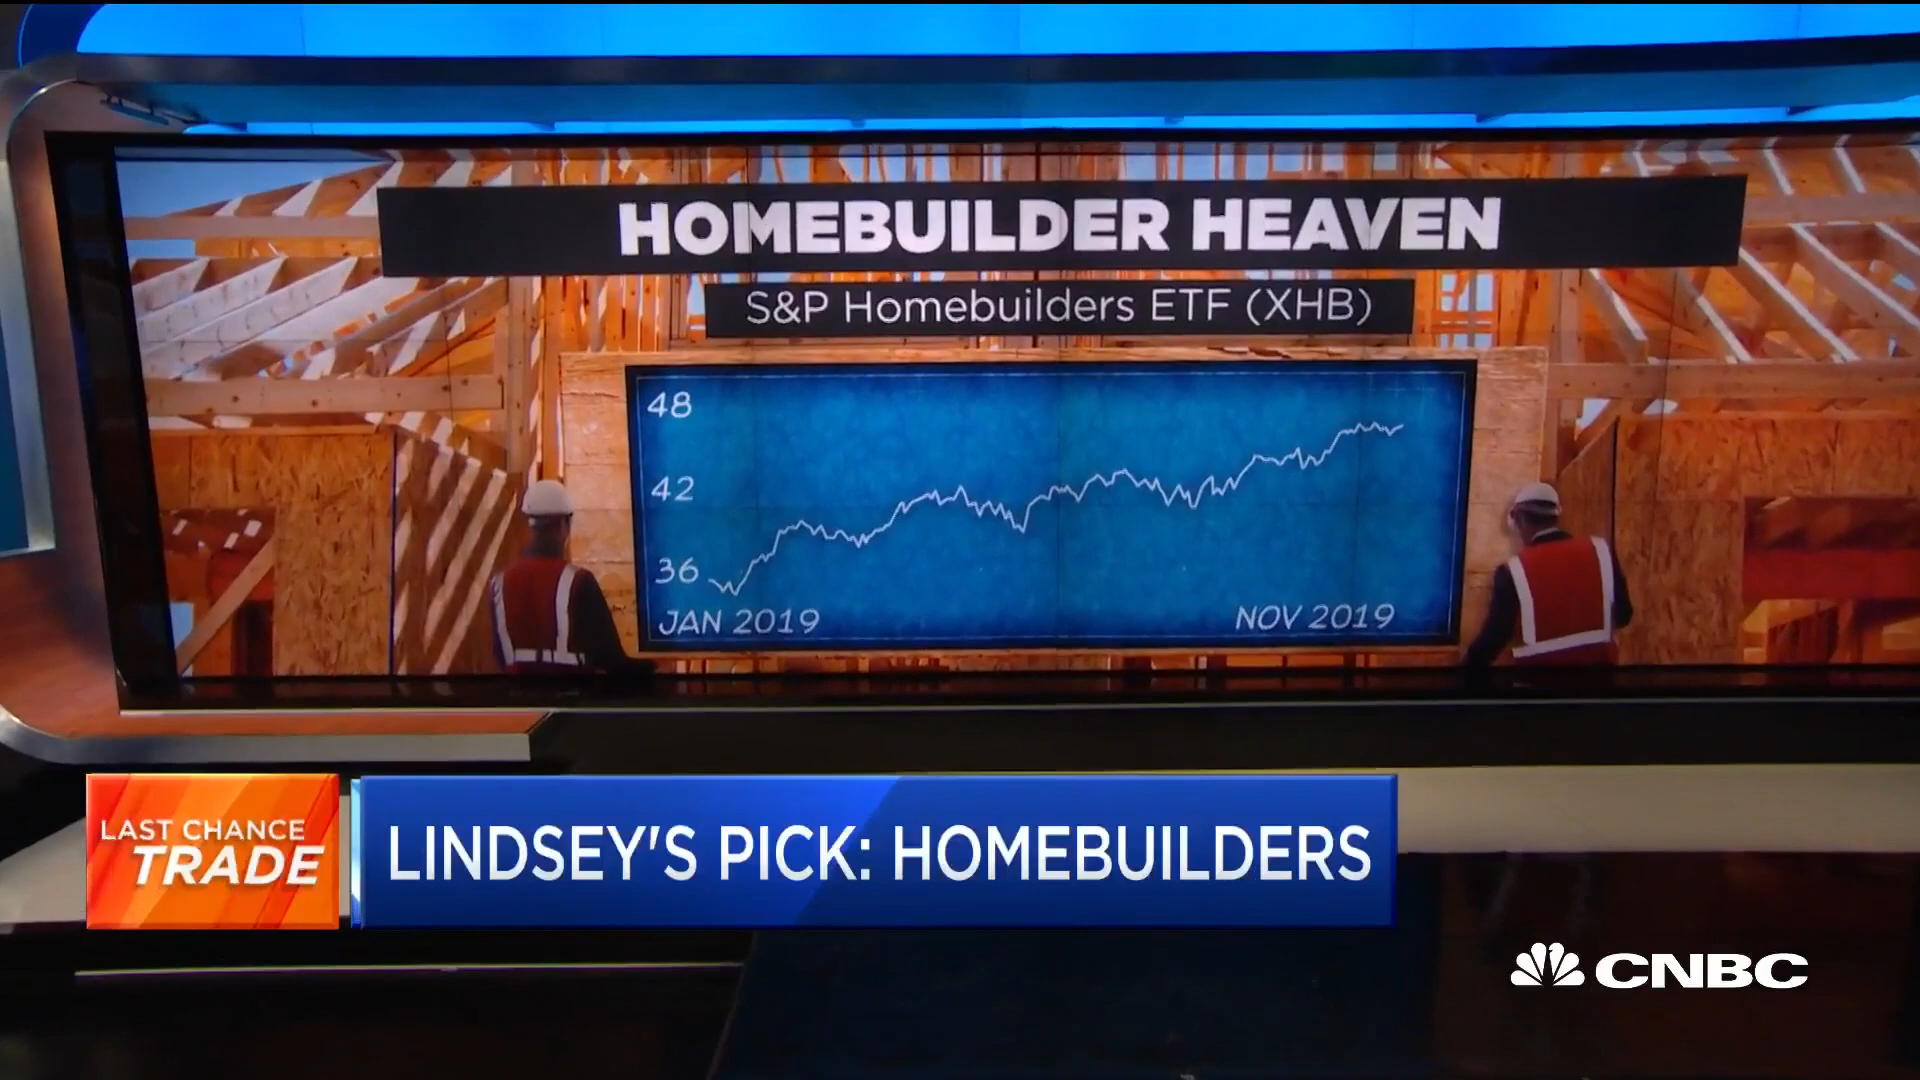 HOMEBUILDER HEAVEN
S&P Homebuilders ETF (XHB)
48
42
36
JAN 2019
NOV 2019
LAST CHANCE
TRADE
LINDSEY'S PICK: HOMEBUILDERS
CNBC